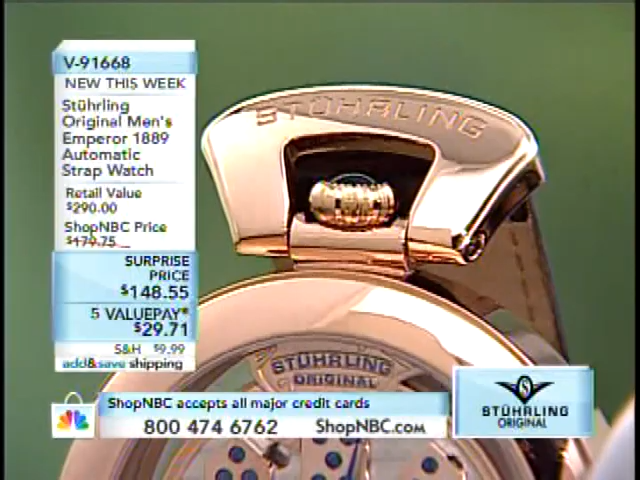 V-91668
NEW THIS WEEK
Stührling
Original Men's
Emperor 1889
Automatic
Strap Watch
Retail Value
$290.00
ShopNBC Price
$179.75
SURPRISE
PRICE
$148.55
5 VALUEPAY®
$29.71
S&H $9.99
add&save shipping
STÜHRLING
STÜHRLING
ORIGINAL
ShopNBC accepts all major credit cards
800 474 6762 ShopNBC.com
S
STÜHRLING
ORIGINAL